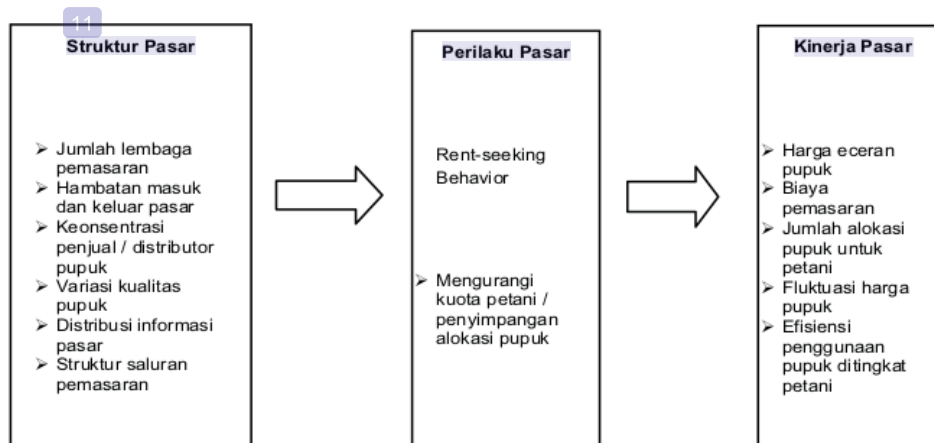 11
Struktur Pasar
➤ Jumlah lembaga
pemasaran
➤ Hambatan masuk
dan keluar pasar
➤ Keonsentrasi
penjual / distributor
pupuk
➤ Variasi kualitas
pupuk
➤ Distribusi informasi
pasar
➤ Struktur saluran
pemasaran
Perilaku Pasar
Rent-seeking
Behavior
➤ Mengurangi
kuota petani /
penyimpangan
alokasi pupuk
Kinerja Pasar
➤ Harga eceran
pupuk
➤ Biaya
pemasaran
➤ Jumlah alokasi
pupuk untuk
petani
➤ Fluktuasi harga
pupuk
➤ Efisiensi
penggunaan
pupuk ditingkat
petani